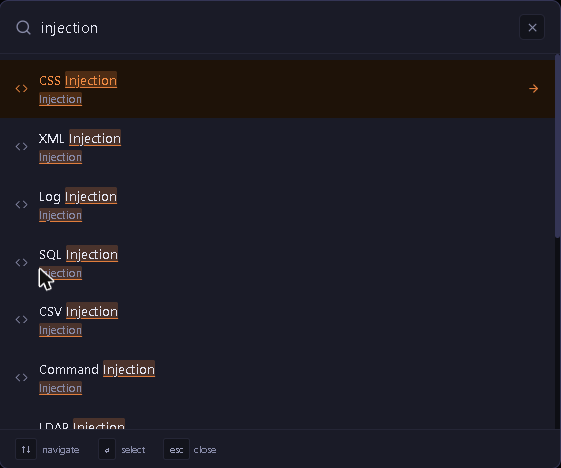 injection
CSS Injection
Injection
XML Injection
Injection
Log Injection
Injection
SQL Injection
Injection
CSV Injection
Injection
Command Injection
Injection
LDAP Injection
navigate select esc close